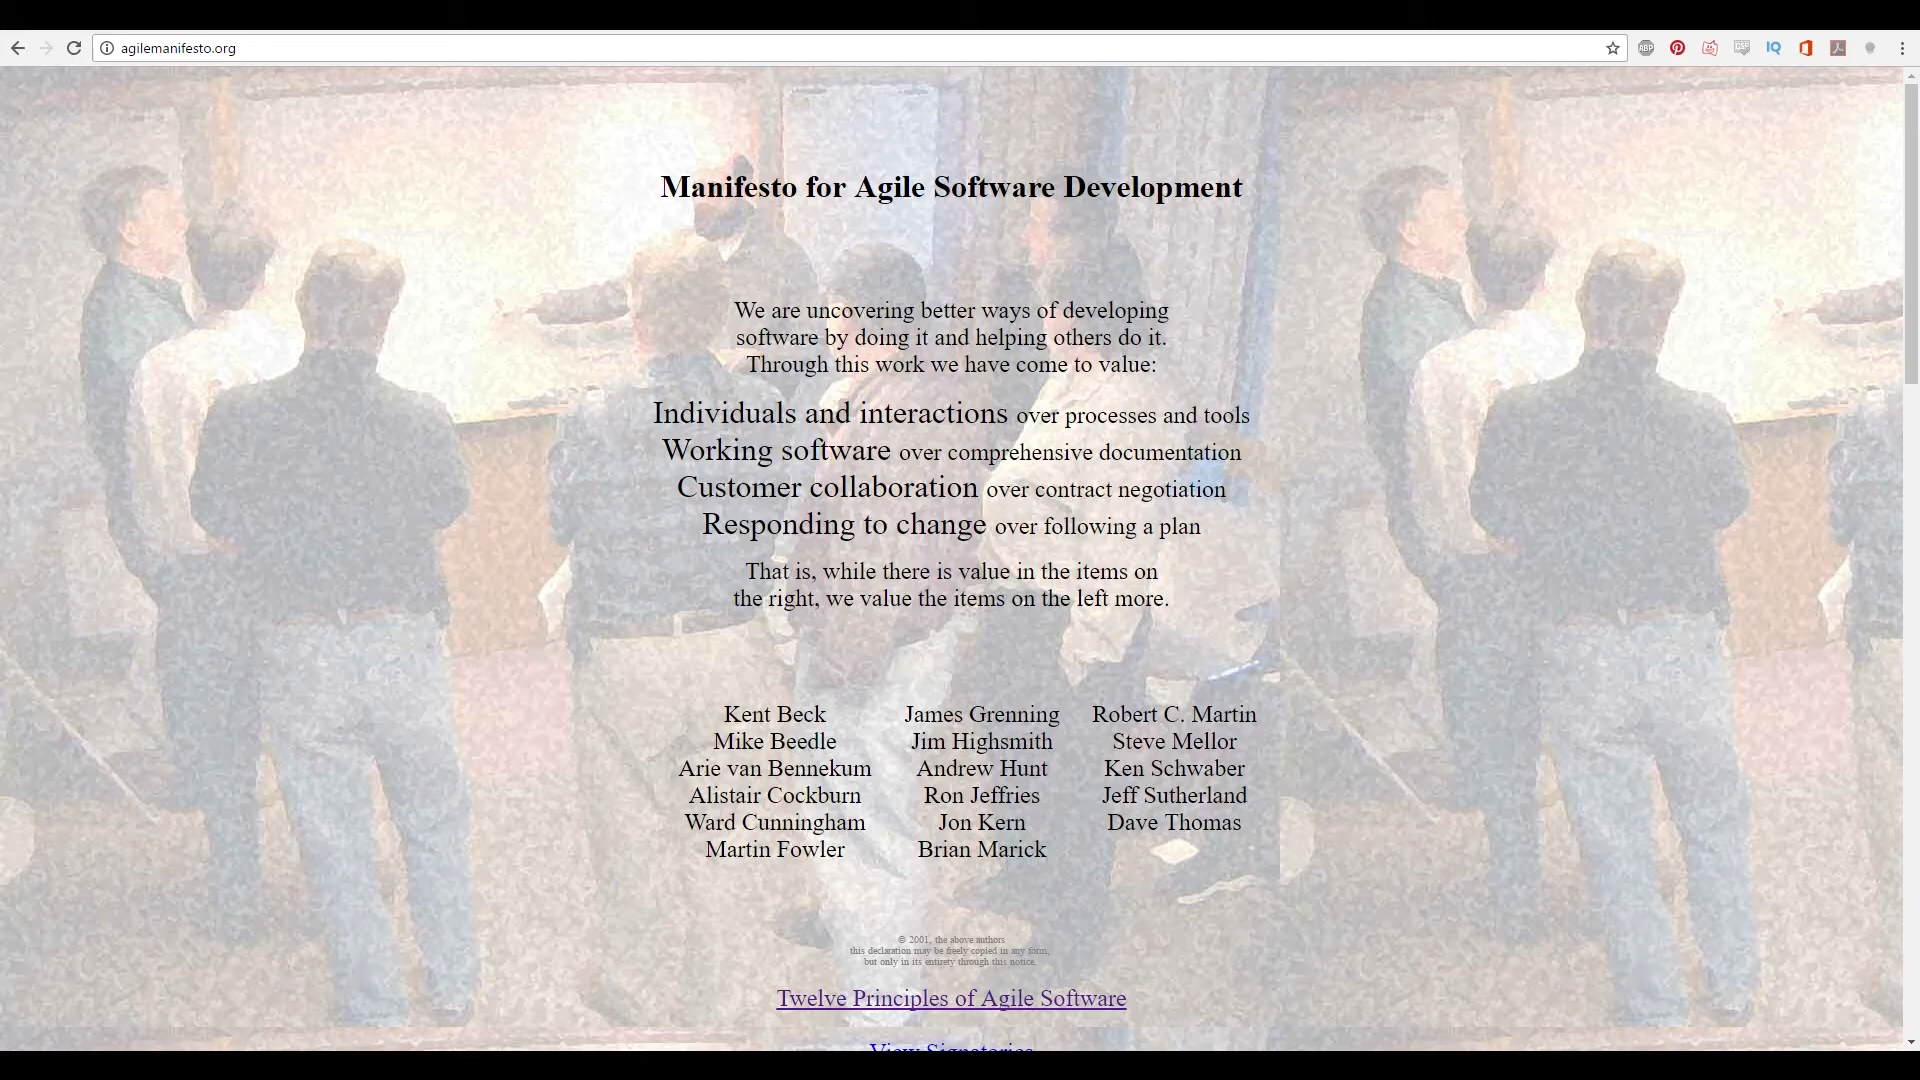 agilemanifesto.org
ABP
CSE
IQ
Manifesto for Agile Software Development
We are uncovering better ways of developing
software by doing it and helping others do it.
Through this work we have come to value:
Individuals and interactions over processes and tools
Working software over comprehensive documentation
Customer collaboration over contract negotiation
Responding to change over following a plan
That is, while there is value in the items on
the right, we value the items on the left more.
Kent Beck James Grenning Robert C. Martin
Mike Beedle Jim Highsmith Steve Mellor
Arie van Bennekum Andrew Hunt Ken Schwaber
Alistair Cockburn Ron Jeffries Jeff Sutherland
Ward Cunningham Jon Kern Dave Thomas
Martin Fowler Brian Marick
© 2001, the above authors
this declaration may be freely copied in any form,
but only in its entirety through this notice.
Twelve Principles of Agile Software
View Signatories